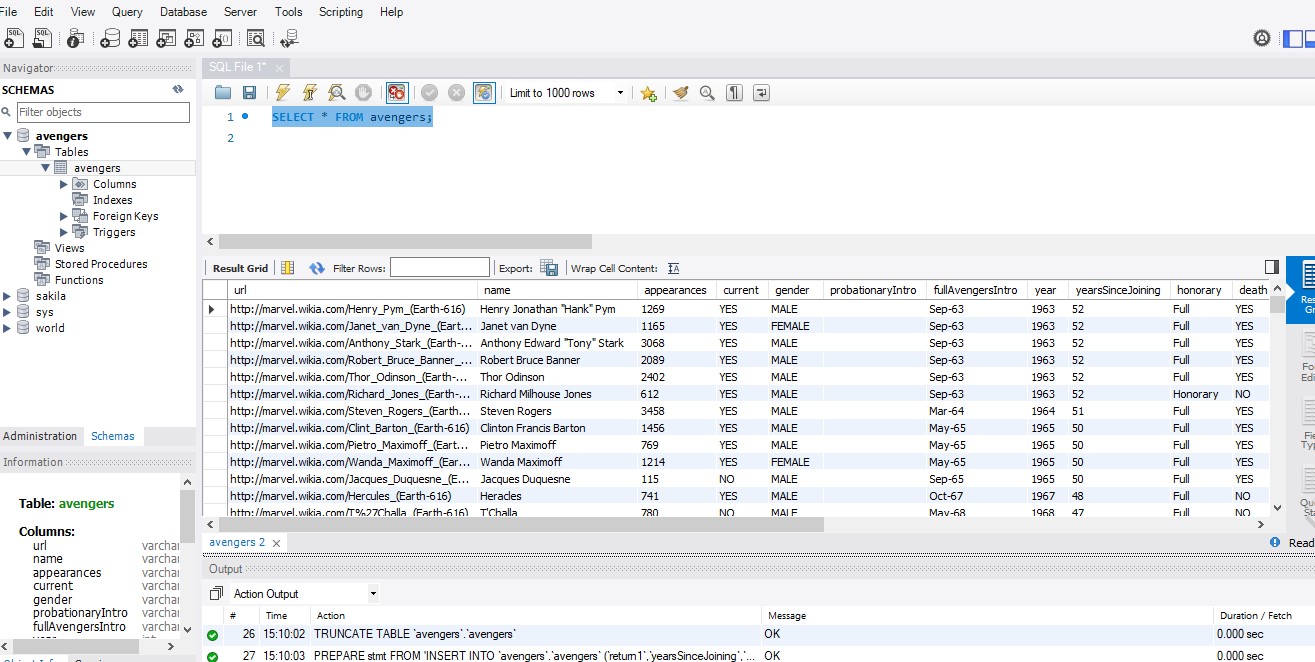 File Edit View Query Database Server Tools Scripting Help
Navigator
SCHEMAS
Filter objects
avengers
Tables
avengers
Columns
Indexes
Foreign Keys
Triggers
Views
Stored Procedures
Functions
sakila
sys
world
Administration Schemas
Information
Table: avengers
Columns:
url varchar
name varchar
appearances varchar
current varchar
gender varchar
probationaryIntro varchar
fullAvengersIntro varchar
SQL File 1*
Limit to 1000 rows
1 SELECT * FROM avengers;
2
Result Grid Filter Rows: Export: Wrap Cell Content:
url name appearances current gender probationaryIntro fullAvengersIntro year yearsSinceJoining honorary death
http://marvel.wikia.com/Henry_Pym_(Earth-616) Henry Jonathan "Hank" Pym 1269 YES MALE Sep-63 1963 52 Full YES
http://marvel.wikia.com/Janet_van_Dyne_(Eart... Janet van Dyne 1165 YES FEMALE Sep-63 1963 52 Full YES
http://marvel.wikia.com/Anthony_Stark_(Earth-... Anthony Edward "Tony" Stark 3068 YES MALE Sep-63 1963 52 Full YES
http://marvel.wikia.com/Robert_Bruce_Banner_... Robert Bruce Banner 2089 YES MALE Sep-63 1963 52 Full YES
http://marvel.wikia.com/Thor_Odinson_(Earth-... Thor Odinson 2402 YES MALE Sep-63 1963 52 Full YES
http://marvel.wikia.com/Richard_Jones_(Earth-... Richard Milhouse Jones 612 YES MALE Sep-63 1963 52 Honorary NO
http://marvel.wikia.com/Steven_Rogers_(Earth-... Steven Rogers 3458 YES MALE Mar-64 1964 51 Full YES
http://marvel.wikia.com/Clint_Barton_(Earth-616) Clinton Francis Barton 1456 YES MALE May-65 1965 50 Full YES
http://marvel.wikia.com/Pietro_Maximoff_(Eart... Pietro Maximoff 769 YES MALE May-65 1965 50 Full YES
http://marvel.wikia.com/Wanda_Maximoff_(Ear... Wanda Maximoff 1214 YES FEMALE May-65 1965 50 Full YES
http://marvel.wikia.com/Jacques_Duquesne_(E... Jacques Duquesne 115 NO MALE Sep-65 1965 50 Full YES
http://marvel.wikia.com/Hercules_(Earth-616) Heracles 741 YES MALE Oct-67 1967 48 Full NO
http://marvel.wikia.com/T%27Challa_(Earth-616) T'Challa 780 NO MALE May-68 1968 47 Full NO
avengers 2 Read
Output
Action Output
# Time Action Message Duration / Fetch
26 15:10:02 TRUNCATE TABLE `avengers`.`avengers` OK 0.000 sec
27 15:10:03 PREPARE stmt FROM 'INSERT INTO `avengers`.`avengers` (`return1`,`yearsSinceJoining`,`... OK 0.000 sec